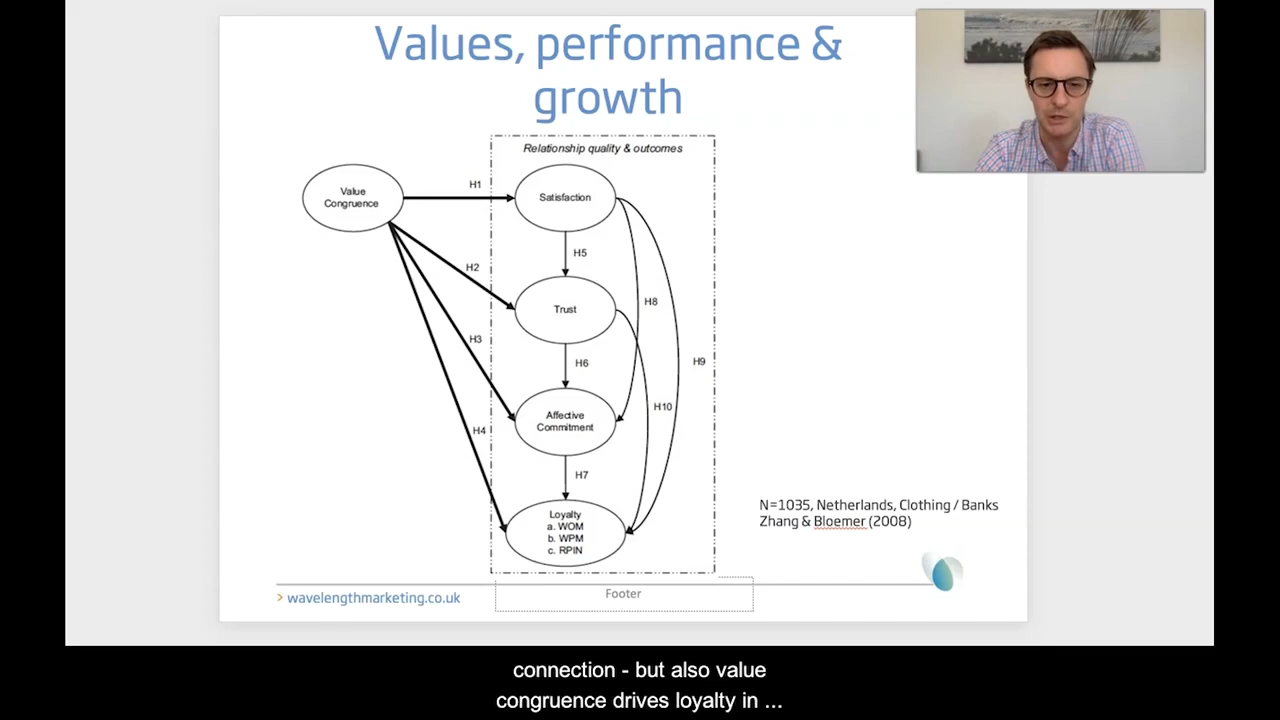 Values, performance &
growth
Relationship quality & outcomes
Value
Congruence
H1
Satisfaction
H5
H2
Trust
H8
H3
H6
H9
H10
Affective
Commitment
H4
H7
Loyalty
a. WOM
b. WPM
c. RPIN
N=1035, Netherlands, Clothing / Banks
Zhang & Bloemer (2008)
> wavelengthmarketing.co.uk
Footer
connection - but also value
congruence drives loyalty in ...